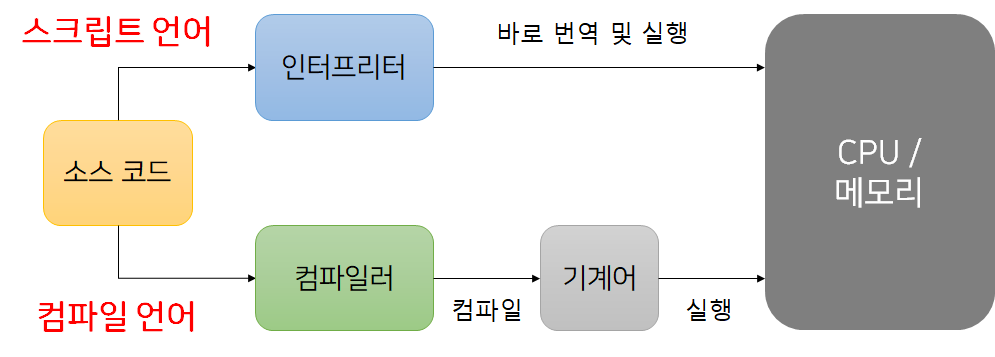 스크립트 언어
바로 번역 및 실행
인터프리터
소스 코드
CPU /
메모리
컴파일러
기계어
컴파일 언어
컴파일
실행